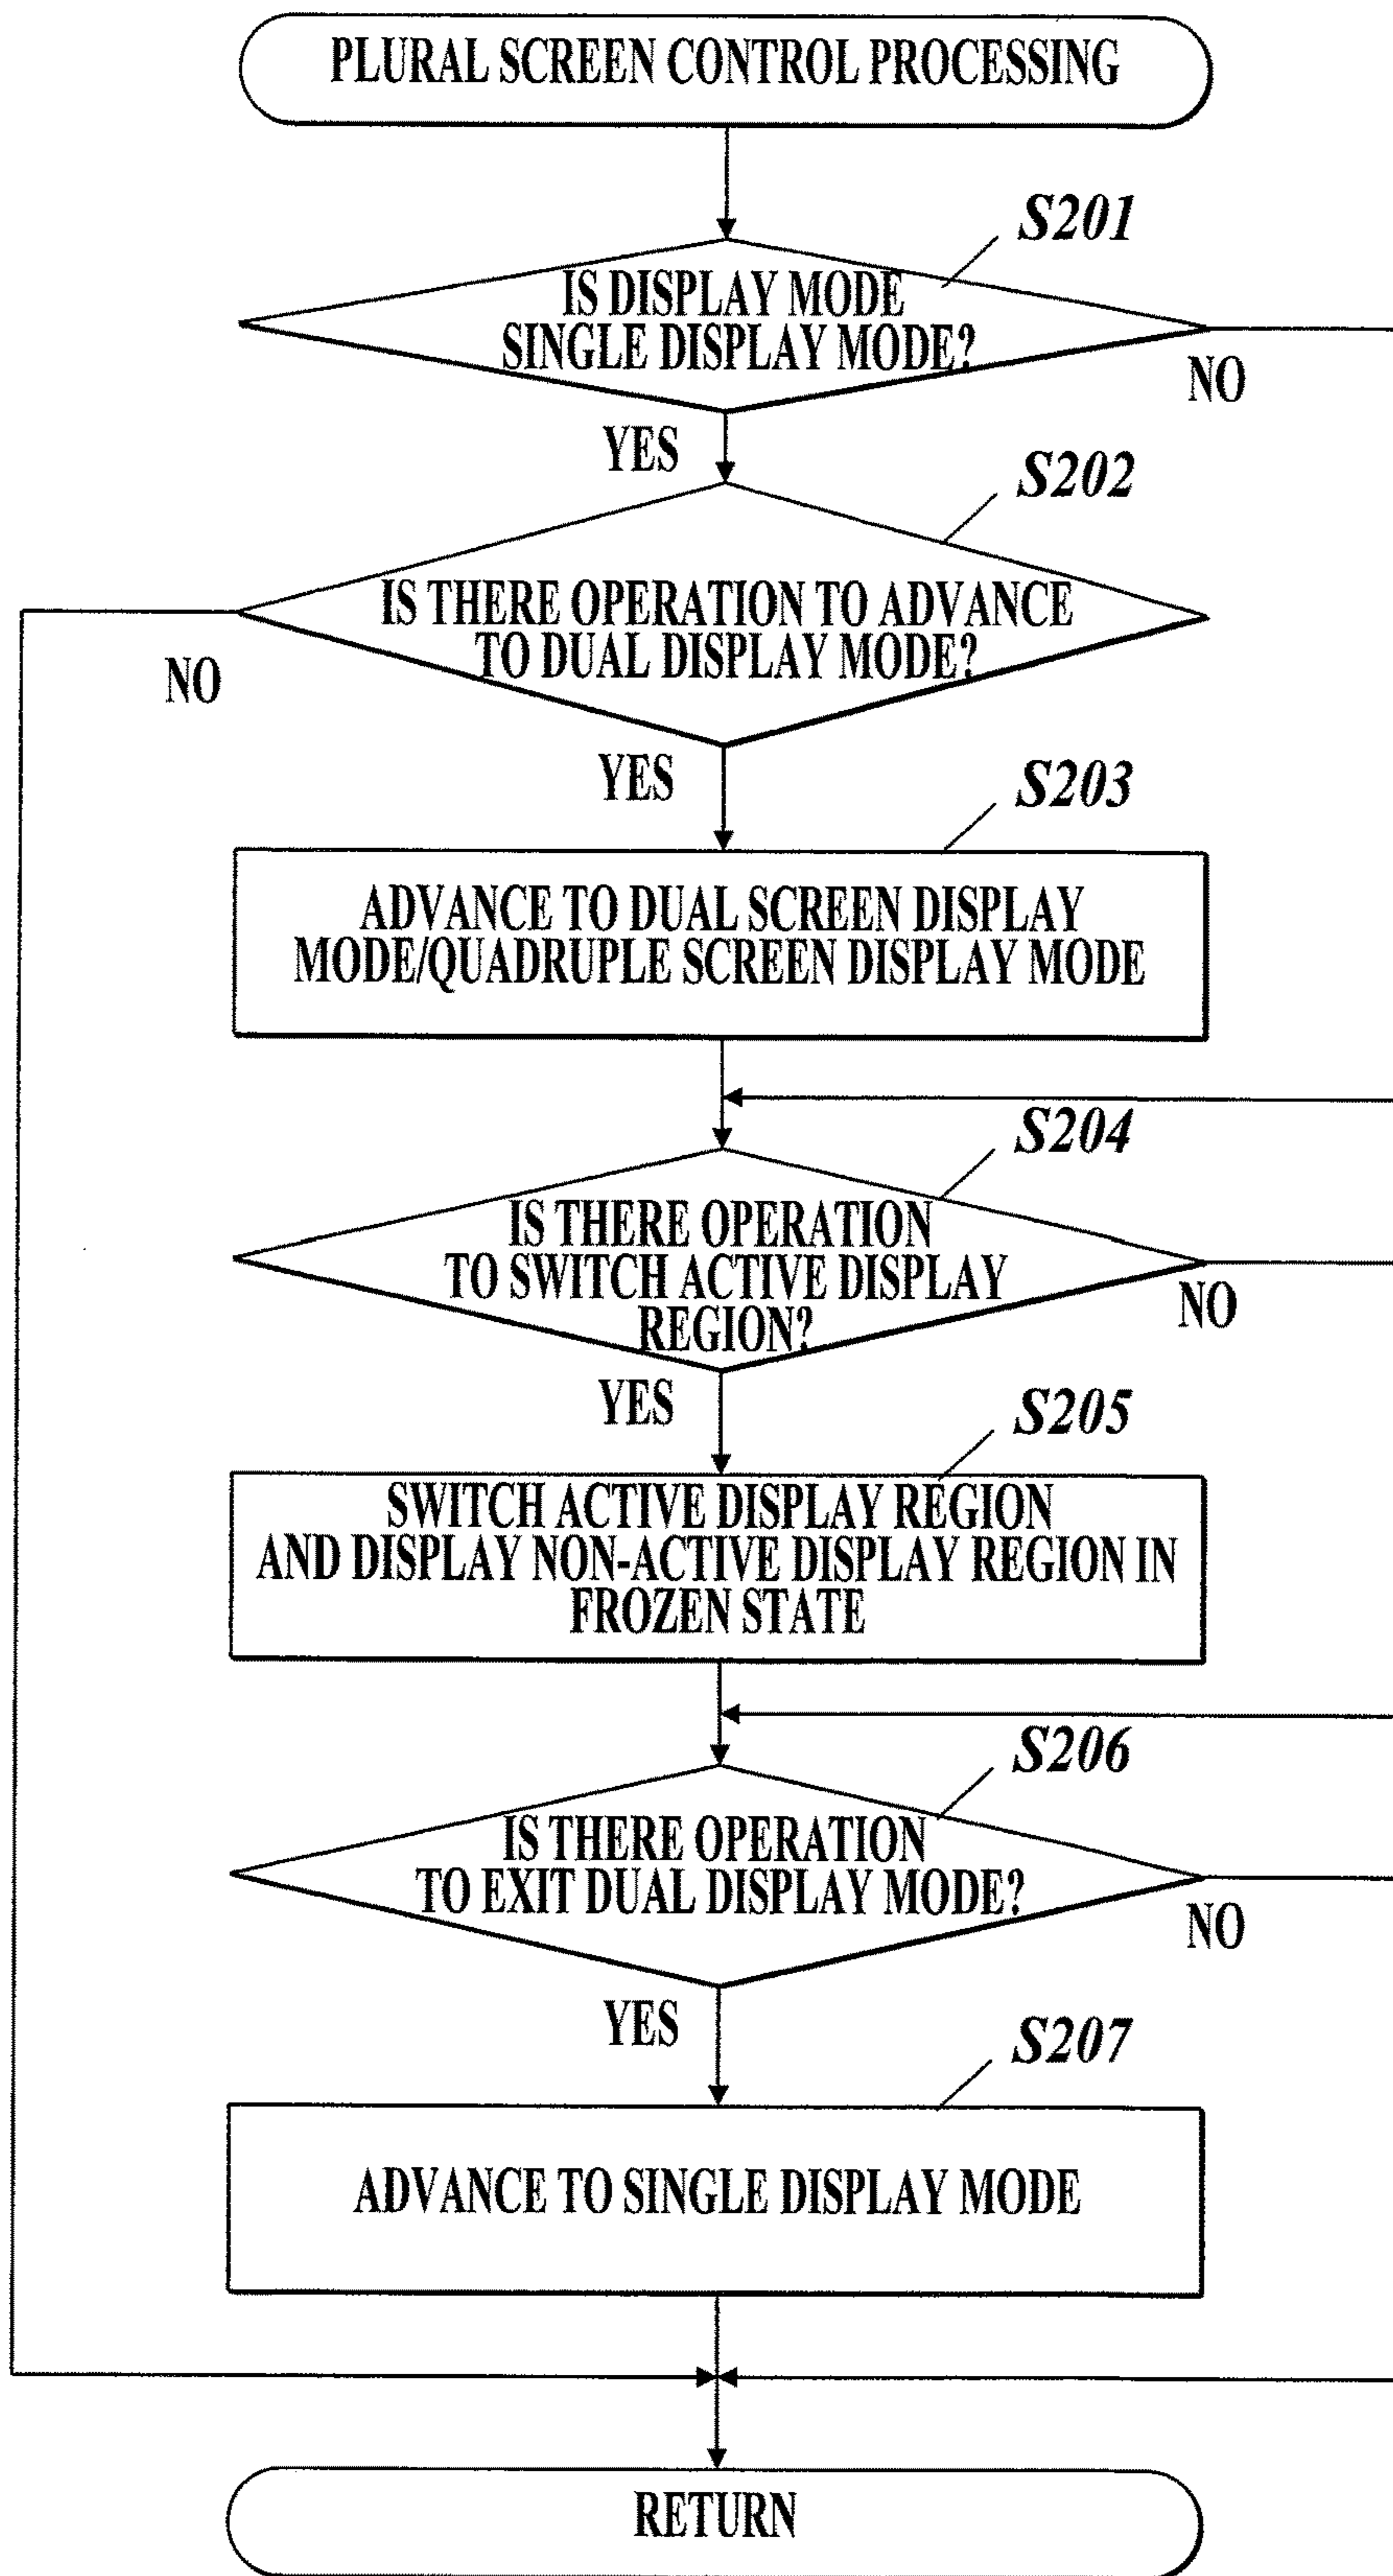 PLURAL SCREEN CONTROL PROCESSING
S201
IS DISPLAY MODE
SINGLE DISPLAY MODE?
NO
YES
S202
IS THERE OPERATION TO ADVANCE
TO DUAL DISPLAY MODE?
NO
YES
S203
ADVANCE TO DUAL SCREEN DISPLAY
MODE/QUADRUPLE SCREEN DISPLAY MODE
S204
IS THERE OPERATION
TO SWITCH ACTIVE DISPLAY
REGION?
NO
YES
S205
SWITCH ACTIVE DISPLAY REGION
AND DISPLAY NON-ACTIVE DISPLAY REGION IN
FROZEN STATE
S206
IS THERE OPERATION
TO EXIT DUAL DISPLAY MODE?
NO
YES
S207
ADVANCE TO SINGLE DISPLAY MODE
RETURN